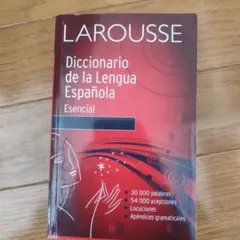 LAROUSSE
Diccionario
de la Lengua
Española
Esencial
• 30 000 palabras
• 54 000 acepciones
• Locuciones
• Apéndices gramaticales